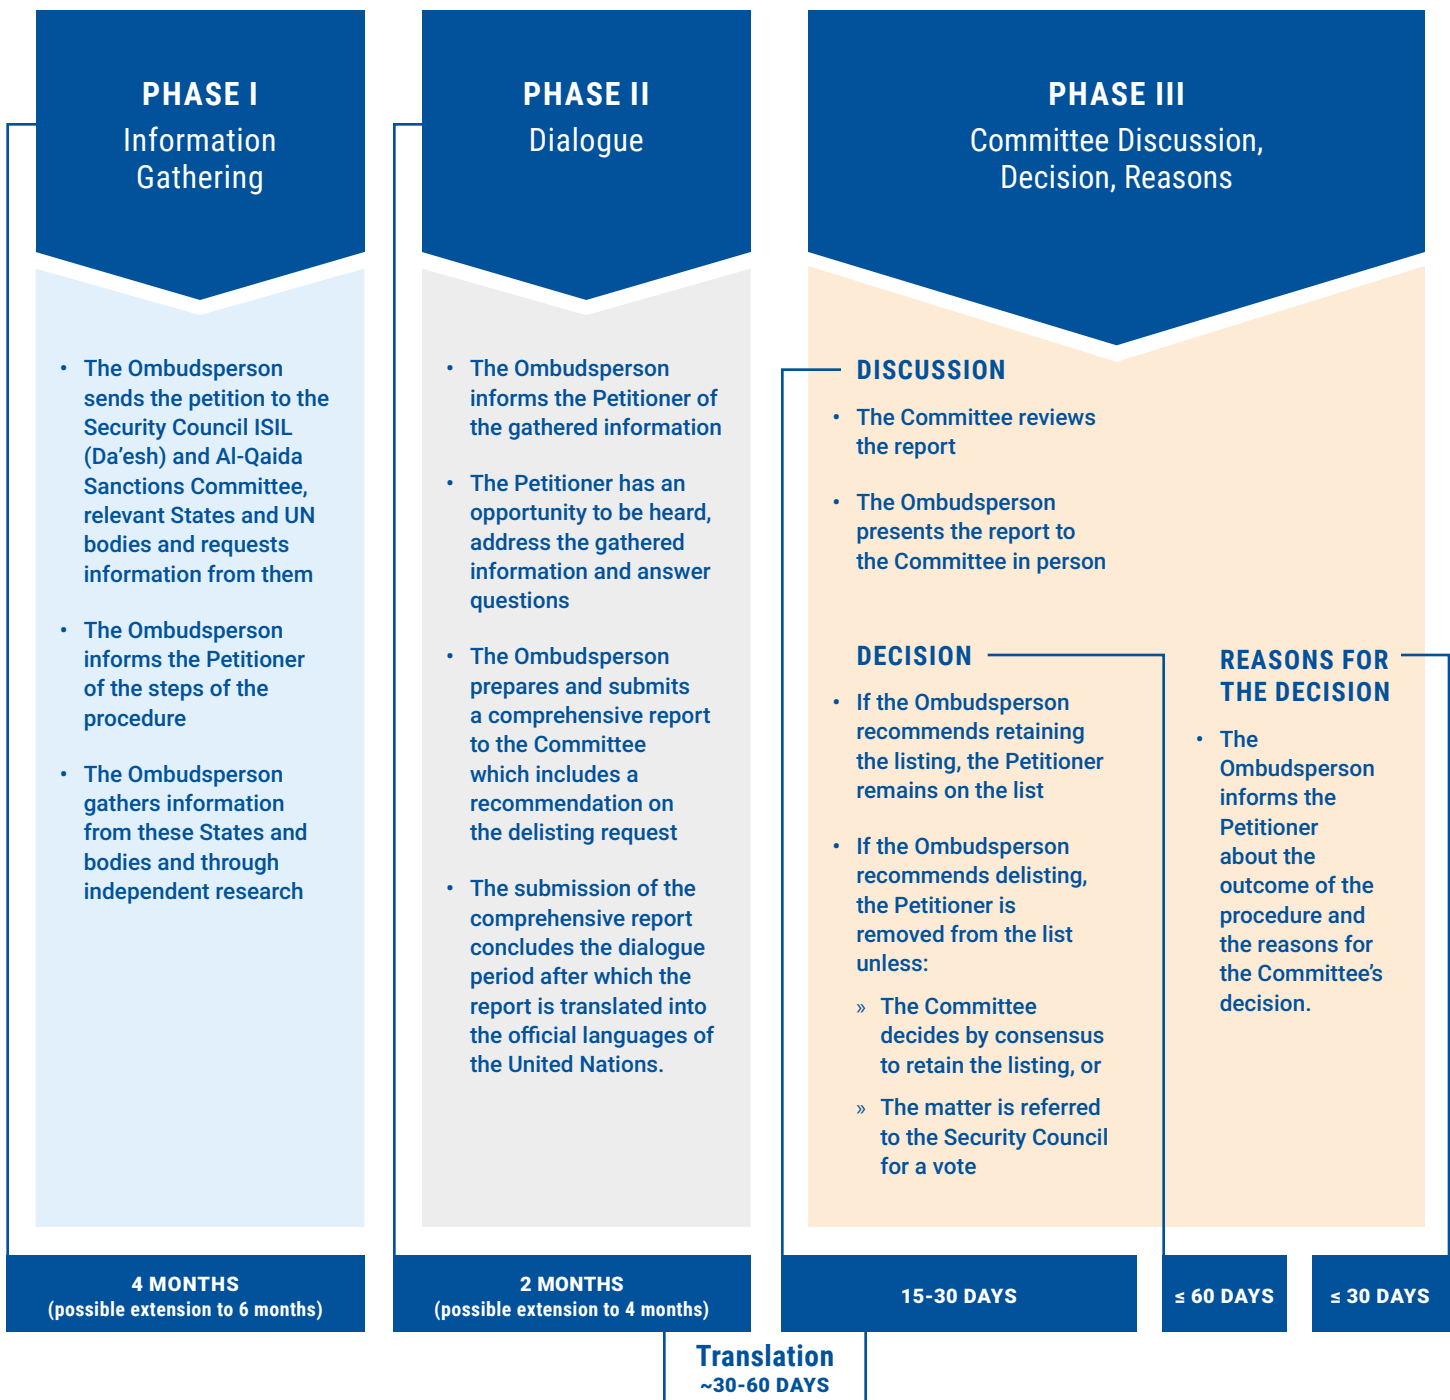 PHASE I
Information
Gathering
• The Ombudsperson
sends the petition to the
Security Council ISIL
(Da’esh) and Al-Qaida
Sanctions Committee,
relevant States and UN
bodies and requests
information from them
• The Ombudsperson
informs the Petitioner
of the steps of the
procedure
• The Ombudsperson
gathers information
from these States and
bodies and through
independent research
4 MONTHS
(possible extension to 6 months)
PHASE II
Dialogue
• The Ombudsperson
informs the Petitioner of
the gathered information
• The Petitioner has an
opportunity to be heard,
address the gathered
information and answer
questions
• The Ombudsperson
prepares and submits
a comprehensive report
to the Committee
which includes a
recommendation on
the delisting request
• The submission of the
comprehensive report
concludes the dialogue
period after which the
report is translated into
the official languages of
the United Nations.
2 MONTHS
(possible extension to 4 months)
Translation
~30-60 DAYS
PHASE III
Committee Discussion,
Decision, Reasons
DISCUSSION
• The Committee reviews
the report
• The Ombudsperson
presents the report to
the Committee in person
15-30 DAYS
DECISION
• If the Ombudsperson
recommends retaining
the listing, the Petitioner
remains on the list
• If the Ombudsperson
recommends delisting,
the Petitioner is
removed from the list
unless:
» The Committee
decides by consensus
to retain the listing, or
» The matter is referred
to the Security Council
for a vote
≤ 60 DAYS
REASONS FOR
THE DECISION
• The
Ombudsperson
informs the
Petitioner
about the
outcome of the
procedure and
the reasons for
the Committee’s
decision.
≤ 30 DAYS